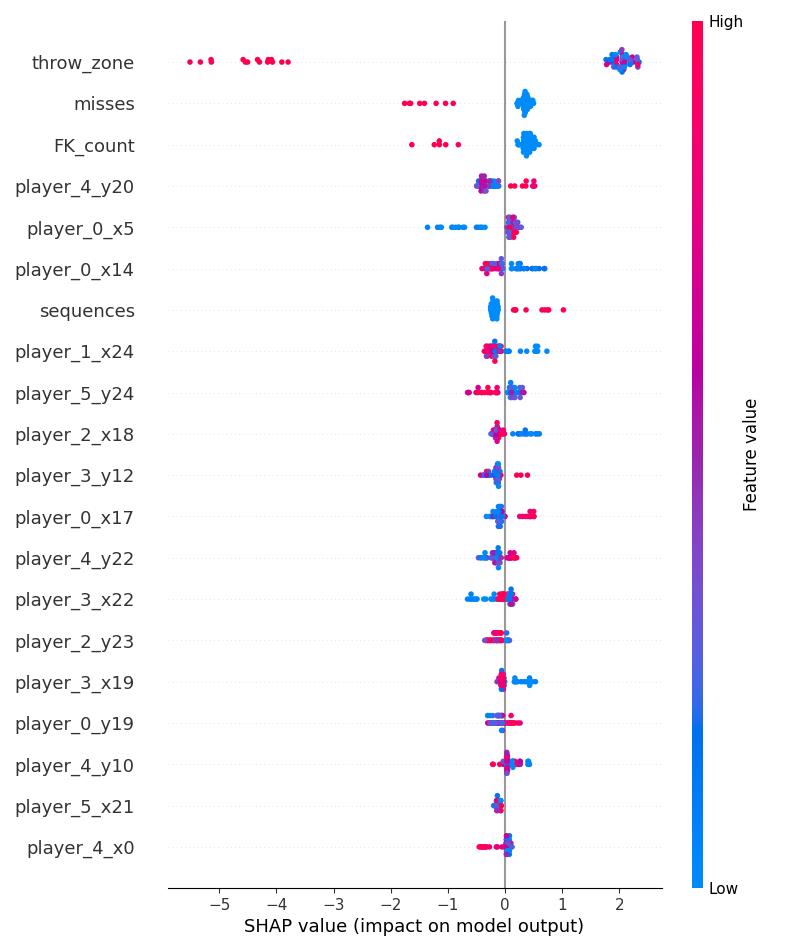 High
throw_zone
misses
FK_count
player_4_y20
player_0_x5
player_0_x14
sequences
player_1_x24
player_5_y24
player_2_x18
player_3_y12
player_0_x17
player_4_y22
player_3_x22
player_2_y23
player_3_x19
player_0_y19
player_4_y10
player_5_x21
player_4_x0
Feature value
Low
−5 −4 −3 −2 −1 0 1 2
SHAP value (impact on model output)